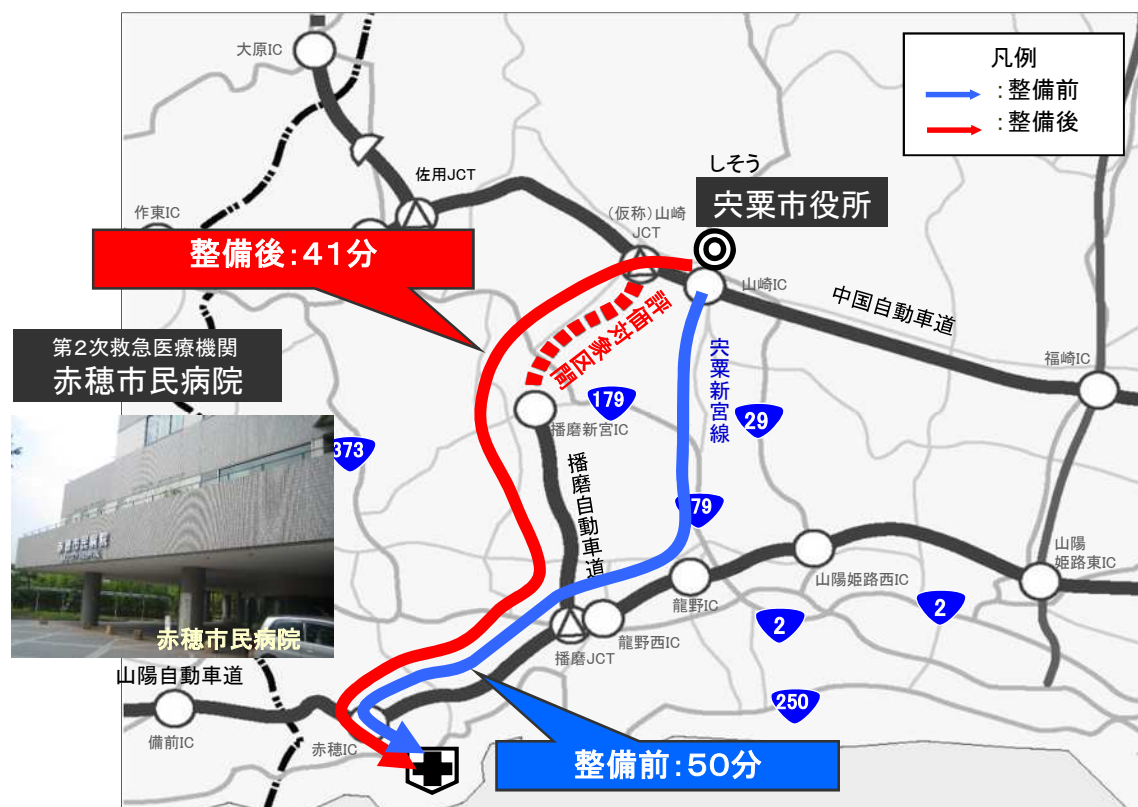 大原IC
凡例
:整備前
:整備後
佐用JCT
しそう
宍粟市役所
作東IC
(仮称)山崎
JCT
整備後:41分
山崎IC
中国自動車道
評価対象区間
第2次救急医療機関
赤穂市民病院
宍粟新宮線
福崎IC
179
29
播磨新宮IC
373
播磨自動車道
79
赤穂市民病院
山陽
姫路東IC
山陽姫路西IC
龍野IC
2
2
龍野西IC
赤穂市民病院
播磨JCT
山陽自動車道
250
備前IC
赤穂IC
整備前:50分